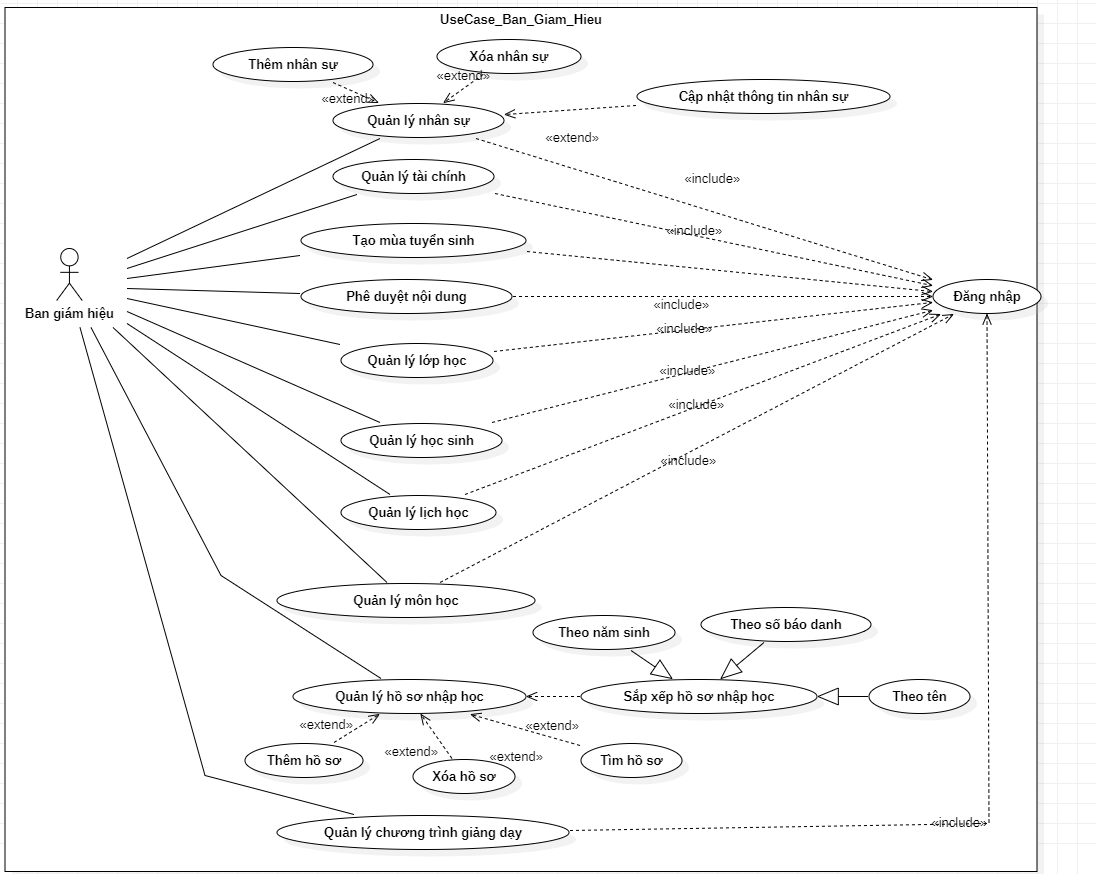 UseCase_Ban_Giam_Hieu
Thêm nhân sự
Xóa nhân sự
«extend»
«extend»
Cập nhật thông tin nhân sự
Quản lý nhân sự
«extend»
Quản lý tài chính
«include»
Tạo mùa tuyển sinh
«include»
Ban giám hiệu
Phê duyệt nội dung
Đăng nhập
«include»
«include»
Quản lý lớp học
«include»
«include»
Quản lý học sinh
«include»
Quản lý lịch học
Quản lý môn học
Theo năm sinh
Theo số báo danh
Quản lý hồ sơ nhập học
Sắp xếp hồ sơ nhập học
Theo tên
«extend»
«extend»
«extend»
«extend»
Thêm hồ sơ
Xóa hồ sơ
Tìm hồ sơ
Quản lý chương trình giảng dạy
«include»